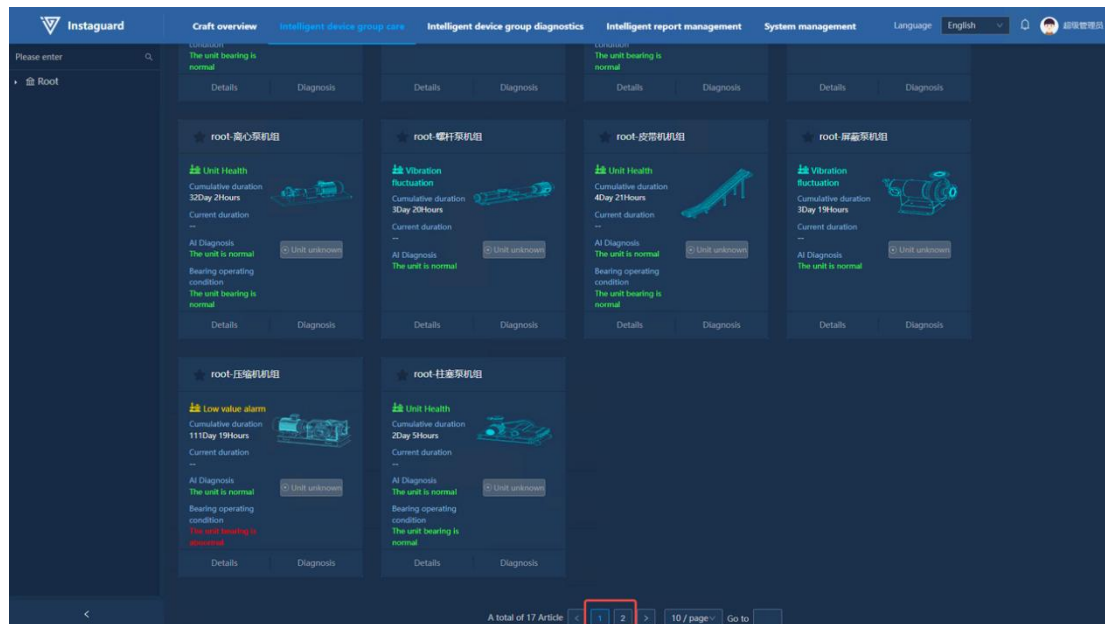 Instaguard
Craft overview
Intelligent device group care
Intelligent device group diagnostics
Intelligent report management
System management
Language
English
超级管理员
Please enter
Root
condition
The unit bearing is
normal
condition
The unit bearing is
normal
Details Diagnosis
Details Diagnosis
Details Diagnosis
Details Diagnosis
root-离心泵机组
Unit Health
Cumulative duration
32Day 2Hours
Current duration
--
AI Diagnosis
The unit is normal
Unit unknown
Bearing operating
condition
The unit bearing is
normal
Details Diagnosis
root-螺杆泵机组
Vibration
fluctuation
Cumulative duration
3Day 20Hours
Current duration
--
AI Diagnosis
The unit is normal
Unit unknown
Details Diagnosis
root-皮带机机组
Unit Health
Cumulative duration
4Day 21Hours
Current duration
--
AI Diagnosis
The unit is normal
Unit unknown
Bearing operating
condition
The unit bearing is
normal
Details Diagnosis
root-屏蔽泵机组
Vibration
fluctuation
Cumulative duration
3Day 19Hours
Current duration
--
AI Diagnosis
The unit is normal
Unit unknown
Details Diagnosis
root-压缩机机组
Low value alarm
Cumulative duration
111Day 19Hours
Current duration
--
AI Diagnosis
The unit is normal
Unit unknown
Bearing operating
condition
The unit bearing is
abnormal
Details Diagnosis
root-柱塞泵机组
Unit Health
Cumulative duration
2Day 5Hours
Current duration
--
AI Diagnosis
The unit is normal
Unit unknown
Bearing operating
condition
The unit bearing is
normal
Details Diagnosis
A total of 17 Article < 1 2 > 10 / page Go to